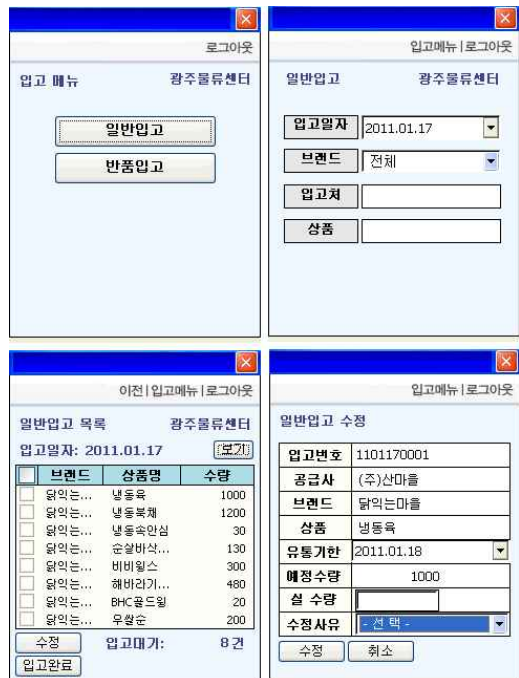 로그아웃
입고 메뉴 광주물류센터
일반입고
반품입고
입고메뉴 | 로그아웃
일반입고 광주물류센터
입고일자 2011.01.17
브랜드 전체
입고처
상품
이전 | 입고메뉴 | 로그아웃
일반입고 목록 광주물류센터
입고일자: 2011.01.17 보기
브랜드 상품명 수량
닭익는... 냉동육 1000
닭익는... 냉동북채 1200
닭익는... 냉동속안심 30
닭익는... 순살바삭... 130
닭익는... 비비윙스 300
닭익는... 해바라기... 480
닭익는... BHC골드윙 20
닭익는... 우쌀순 200
수정 입고대기: 8건
입고완료
입고메뉴 | 로그아웃
일반입고 수정
입고번호 1101170001
공급사 (주)산마을
브랜드 닭익는마을
상품 냉동육
유통기한 2011.01.18
예정수량 1000
실 수량
수정사유 - 선 택 -
수정 취소